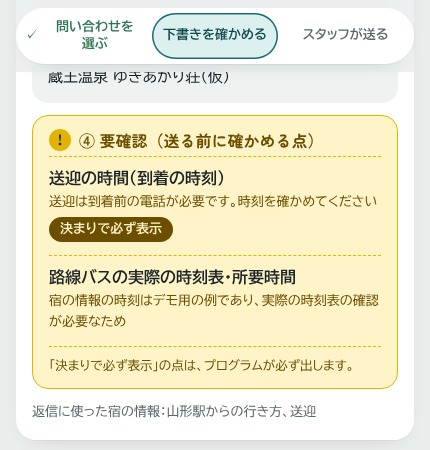 ✓ 問い合わせを
選ぶ
下書きを確かめる
スタッフが送る
蔵王温泉 ゆきあかり荘（仮）
! ④ 要確認（送る前に確かめる点）
送迎の時間（到着の時刻）
送迎は到着前の電話が必要です。時刻を確かめてください
決まりで必ず表示
路線バスの実際の時刻表・所要時間
宿の情報の時刻はデモ用の例であり、実際の時刻表の確認
が必要なため
「決まりで必ず表示」の点は、プログラムが必ず出します。
返信に使った宿の情報：山形駅からの行き方、送迎